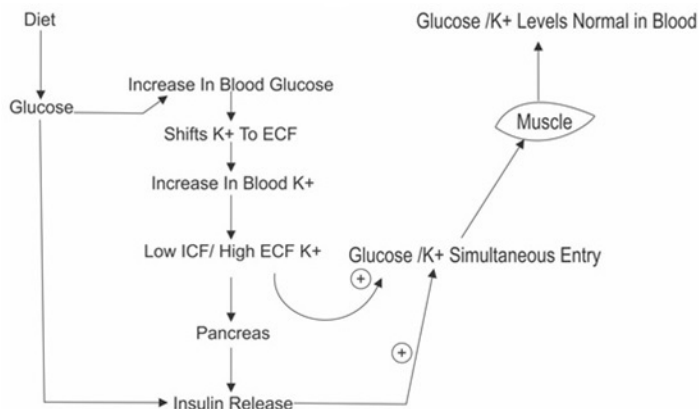 Diet
Glucose /K+ Levels Normal in Blood
Increase In Blood Glucose
Glucose
Muscle
Shifts K+ To ECF
Increase In Blood K+
Low ICF/ High ECF K+
Glucose /K+ Simultaneous Entry
+
Pancreas
+
Insulin Release